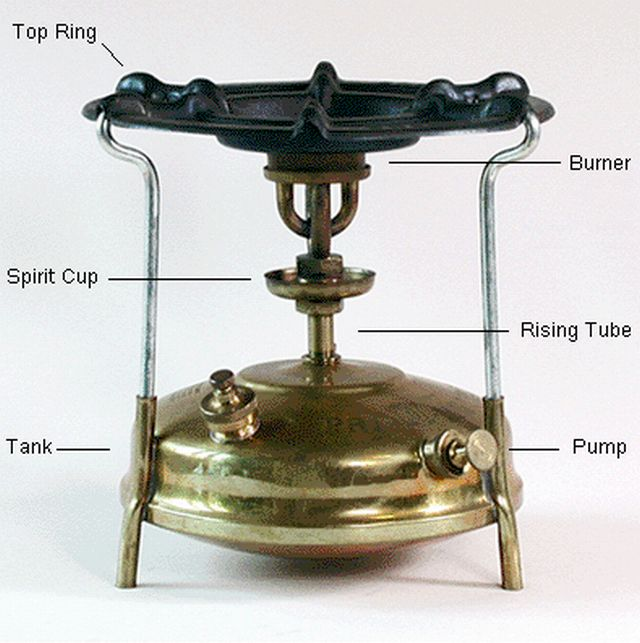 Top Ring
Burner
Spirit Cup
Rising Tube
Tank
Pump